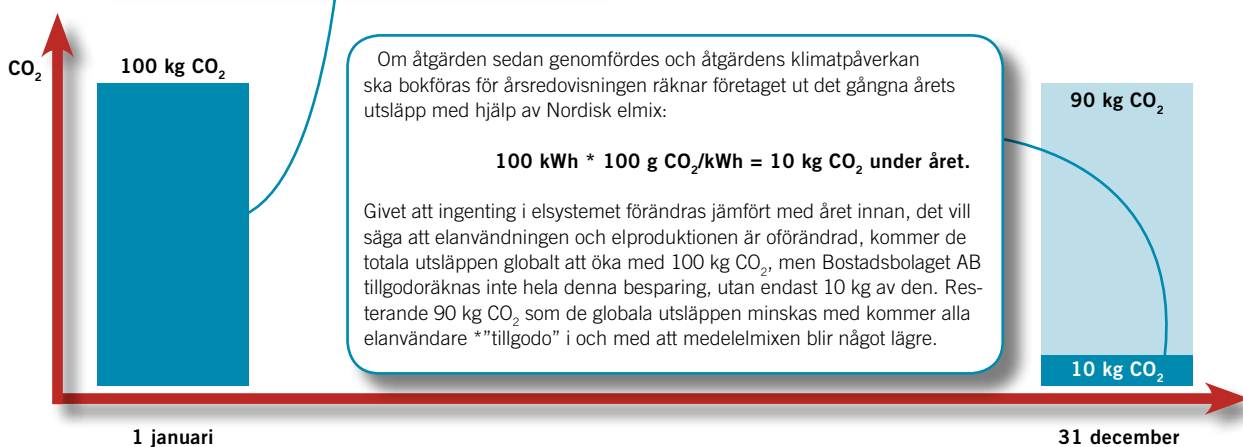 CO₂
100 kg CO₂
Om åtgärden sedan genomfördes och åtgärdens klimatpåverkan
ska bokföras för årsredovisningen räknar företaget ut det gångna årets
utsläpp med hjälp av Nordisk elmix:
100 kWh * 100 g CO₂/kWh = 10 kg CO₂ under året.
Givet att ingenting i elsystemet förändras jämfört med året innan, det vill
säga att elanvändningen och elproduktionen är oförändrad, kommer de
totala utsläppen globalt att öka med 100 kg CO₂, men Bostadsbolaget AB
tillgodoräknas inte hela denna besparing, utan endast 10 kg av den. Res-
terande 90 kg CO₂ som de globala utsläppen minskas med kommer alla
elanvändare *”tillgodo” i och med att medelelmixen blir något lägre.
90 kg CO₂
10 kg CO₂
1 januari
31 december